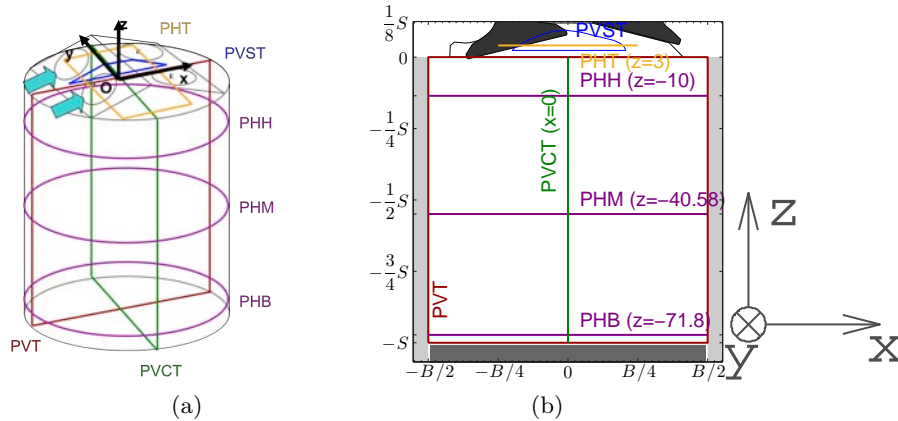 z
PHT
y
PVST
x
O
PHH
PHM
PHB
PVT
PVCT
(a)
1/8 S
PVST
0
PHT (z=3)
PHH (z=−10)
−1/4 S
PVCT (x=0)
−1/2 S
PHM (z=−40.58)
z
−3/4 S
PVT
PHB (z=−71.8)
−S
y
x
−B/2
−B/4
0
B/4
B/2
(b)